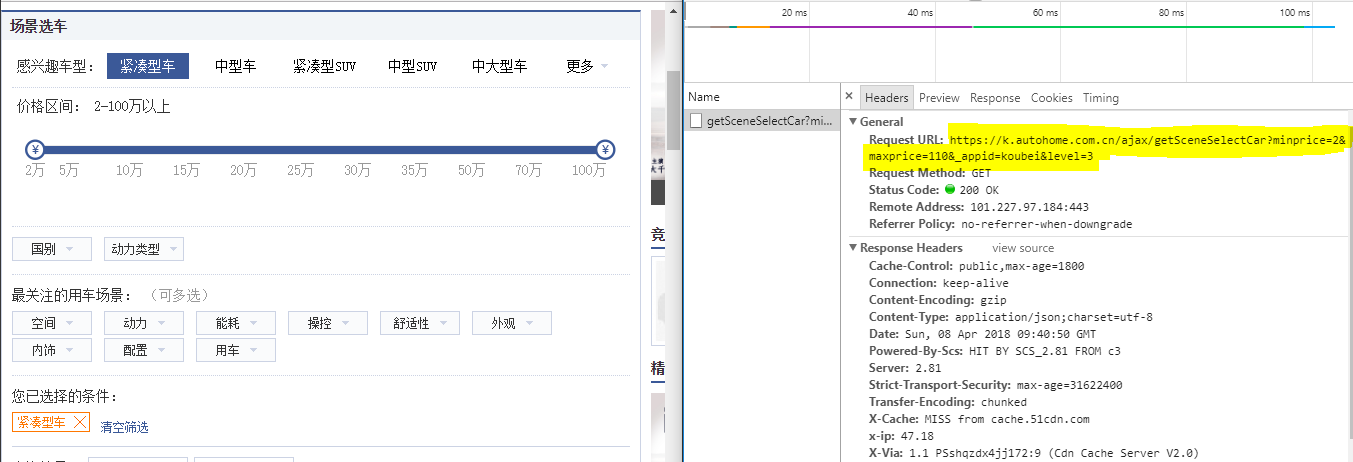 场景选车
感兴趣车型： 紧凑型车 中型车 紧凑型SUV 中型SUV 中大型车 更多
价格区间： 2-100万以上
¥ ¥
2万 5万 10万 15万 20万 25万 35万 50万 70万 100万
国别 动力类型
最关注的用车场景： （可多选）
空间 动力 能耗 操控 舒适性 外观
内饰 配置 用车
您已选择的条件：
紧凑型车 清空筛选
竞
精
20 ms 40 ms 60 ms 80 ms 100 ms
Name
getSceneSelectCar?mi...
× Headers Preview Response Cookies Timing
General
Request URL: https://k.autohome.com.cn/ajax/getSceneSelectCar?minprice=2&
maxprice=110&_appid=koubei&level=3
Request Method: GET
Status Code: 200 OK
Remote Address: 101.227.97.184:443
Referrer Policy: no-referrer-when-downgrade
Response Headers view source
Cache-Control: public,max-age=1800
Connection: keep-alive
Content-Encoding: gzip
Content-Type: application/json;charset=utf-8
Date: Sun, 08 Apr 2018 09:40:50 GMT
Powered-By-Scs: HIT BY SCS_2.81 FROM c3
Server: 2.81
Strict-Transport-Security: max-age=31622400
Transfer-Encoding: chunked
X-Cache: MISS from cache.51cdn.com
x-ip: 47.18
X-Via: 1.1 PSshqzdx4jj172:9 (Cdn Cache Server V2.0)